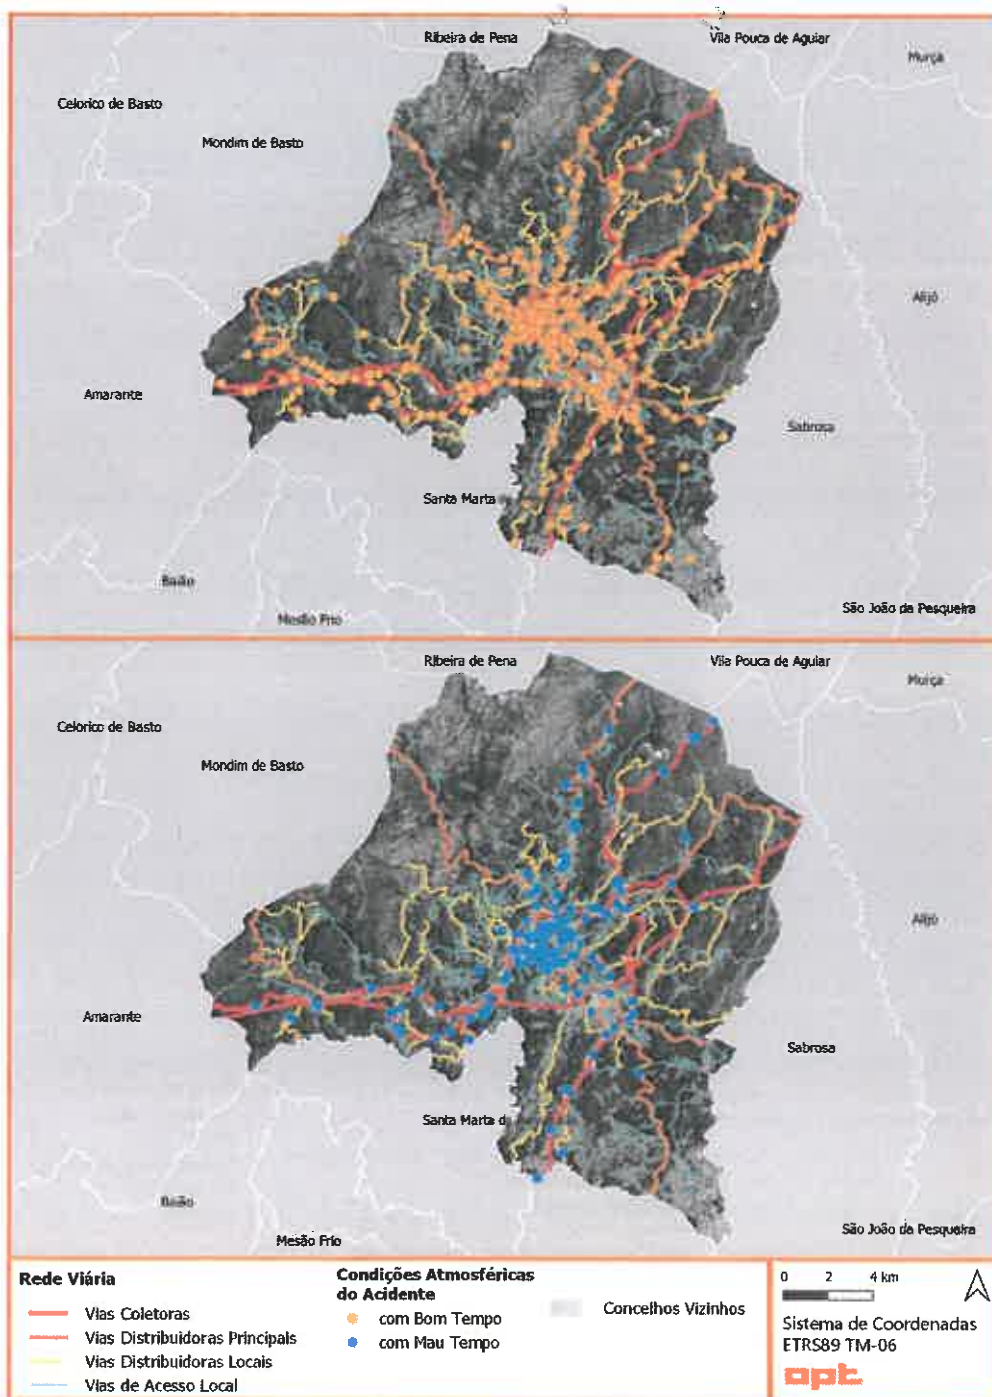 Ribeira de Pena
Vila Pouca de Aguiar
Murça
Celorico de Basto
Mondim de Basto
Alijó
Amarante
Sabrosa
Santa Marta
Baião
Mesão Frio
São João da Pesqueira
Ribeira de Pena
Vila Pouca de Aguiar
Murça
Celorico de Basto
Mondim de Basto
Alijó
Amarante
Sabrosa
Santa Marta d
Baião
Mesão Frio
São João da Pesqueira
Rede Viária
Vias Coletoras
Vias Distribuidoras Principais
Vias Distribuidoras Locais
Vias de Acesso Local
Condições Atmosféricas
do Acidente
com Bom Tempo
com Mau Tempo
Concelhos Vizinhos
0 2 4 km
Sistema de Coordenadas
ETRS89 TM-06
opt